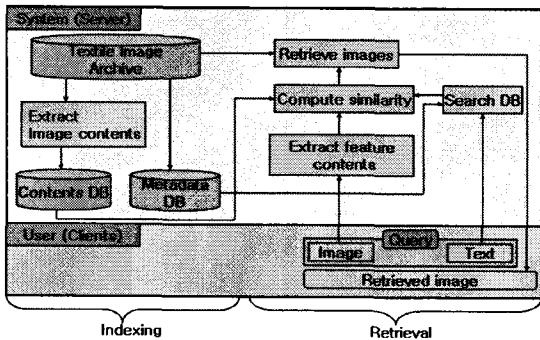 System (Server)
Textile Image
Archive
Retrieve images
Compute similarity
Search DB
Extract
Image contents
Extract feature
contents
Contents DB
Metadata
DB
User (Clients)
Query
Image
Text
Retrieved image
Indexing
Retrieval